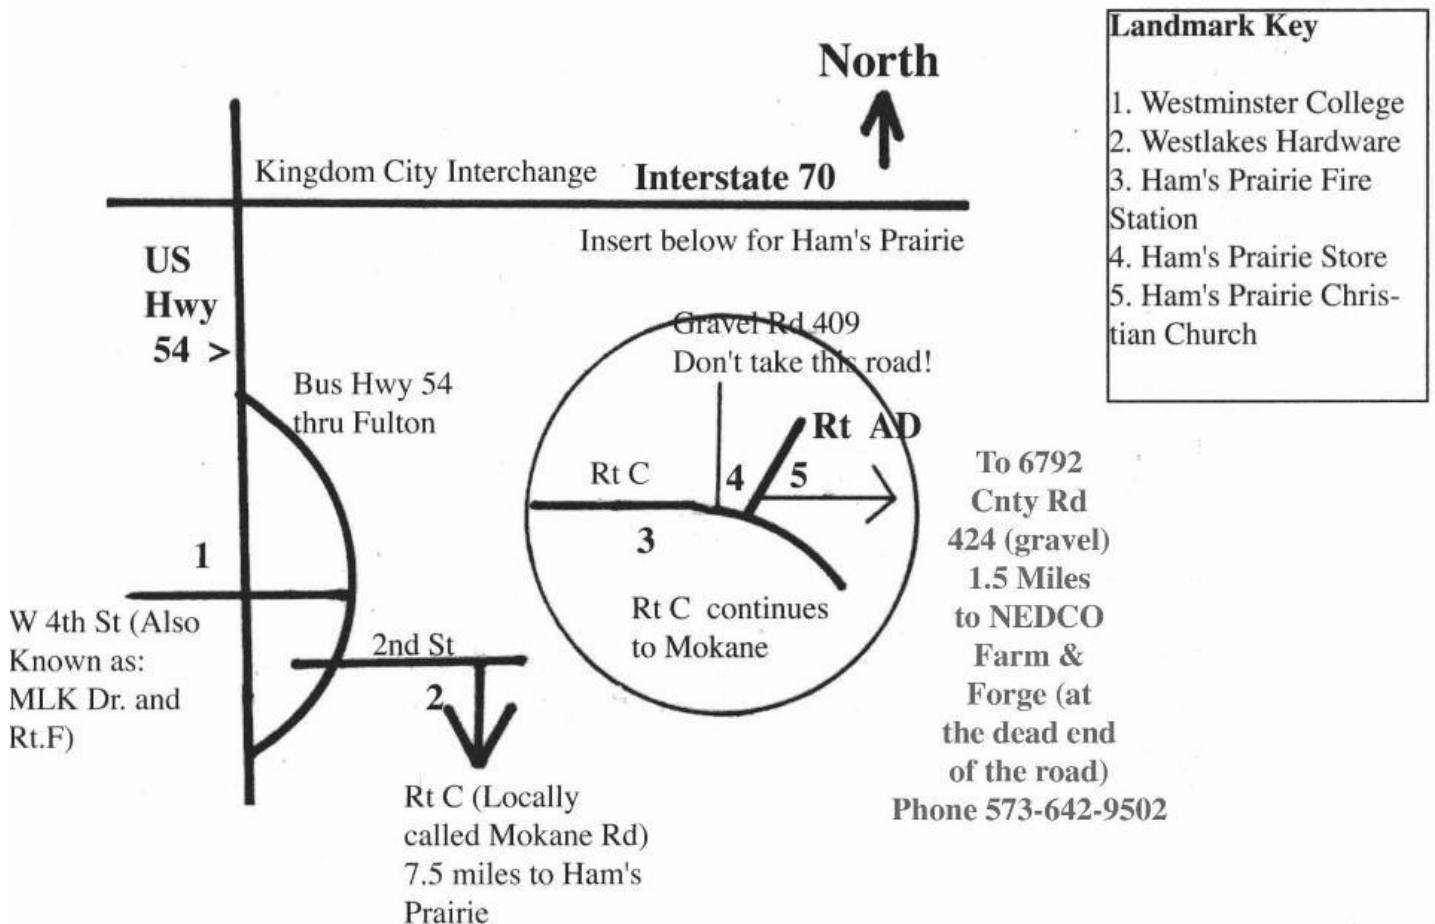 North
Kingdom City Interchange
Interstate 70
Insert below for Ham's Prairie
US
Hwy
54 >
Bus Hwy 54
thru Fulton
1
W 4th St (Also
Known as:
MLK Dr. and
Rt.F)
2nd St
2
Rt C (Locally
called Mokane Rd)
7.5 miles to Ham's
Prairie
Gravel Rd 409
Don't take this road!
Rt AD
Rt C
4
5
3
Rt C continues
to Mokane
Landmark Key
1. Westminster College
2. Westlakes Hardware
3. Ham's Prairie Fire
Station
4. Ham's Prairie Store
5. Ham's Prairie Chris-
tian Church
To 6792
Cnty Rd
424 (gravel)
1.5 Miles
to NEDCO
Farm &
Forge (at
the dead end
of the road)
Phone 573-642-9502